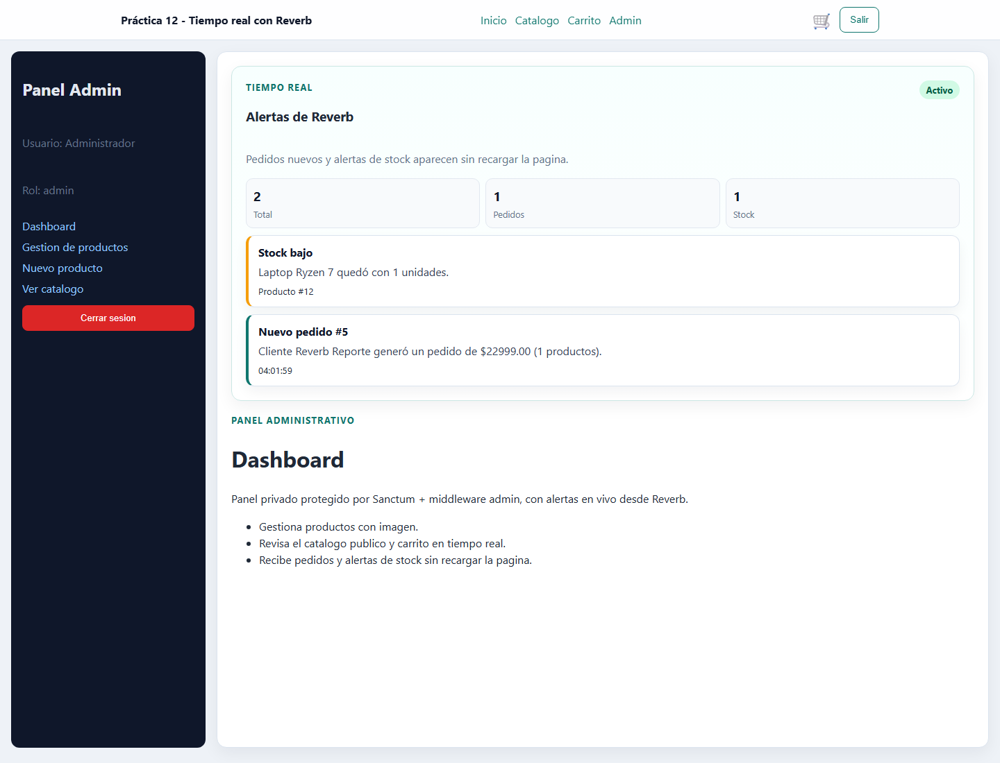 Práctica 12 - Tiempo real con Reverb
Inicio Catalogo Carrito Admin
Salir
Panel Admin
Usuario: Administrador
Rol: admin
Dashboard
Gestion de productos
Nuevo producto
Ver catalogo
Cerrar sesion
TIEMPO REAL
Activo
Alertas de Reverb
Pedidos nuevos y alertas de stock aparecen sin recargar la pagina.
2
Total
1
Pedidos
1
Stock
Stock bajo
Laptop Ryzen 7 quedó con 1 unidades.
Producto #12
Nuevo pedido #5
Cliente Reverb Reporte generó un pedido de $22999.00 (1 productos).
04:01:59
PANEL ADMINISTRATIVO
Dashboard
Panel privado protegido por Sanctum + middleware admin, con alertas en vivo desde Reverb.
Gestiona productos con imagen.
Revisa el catalogo publico y carrito en tiempo real.
Recibe pedidos y alertas de stock sin recargar la pagina.